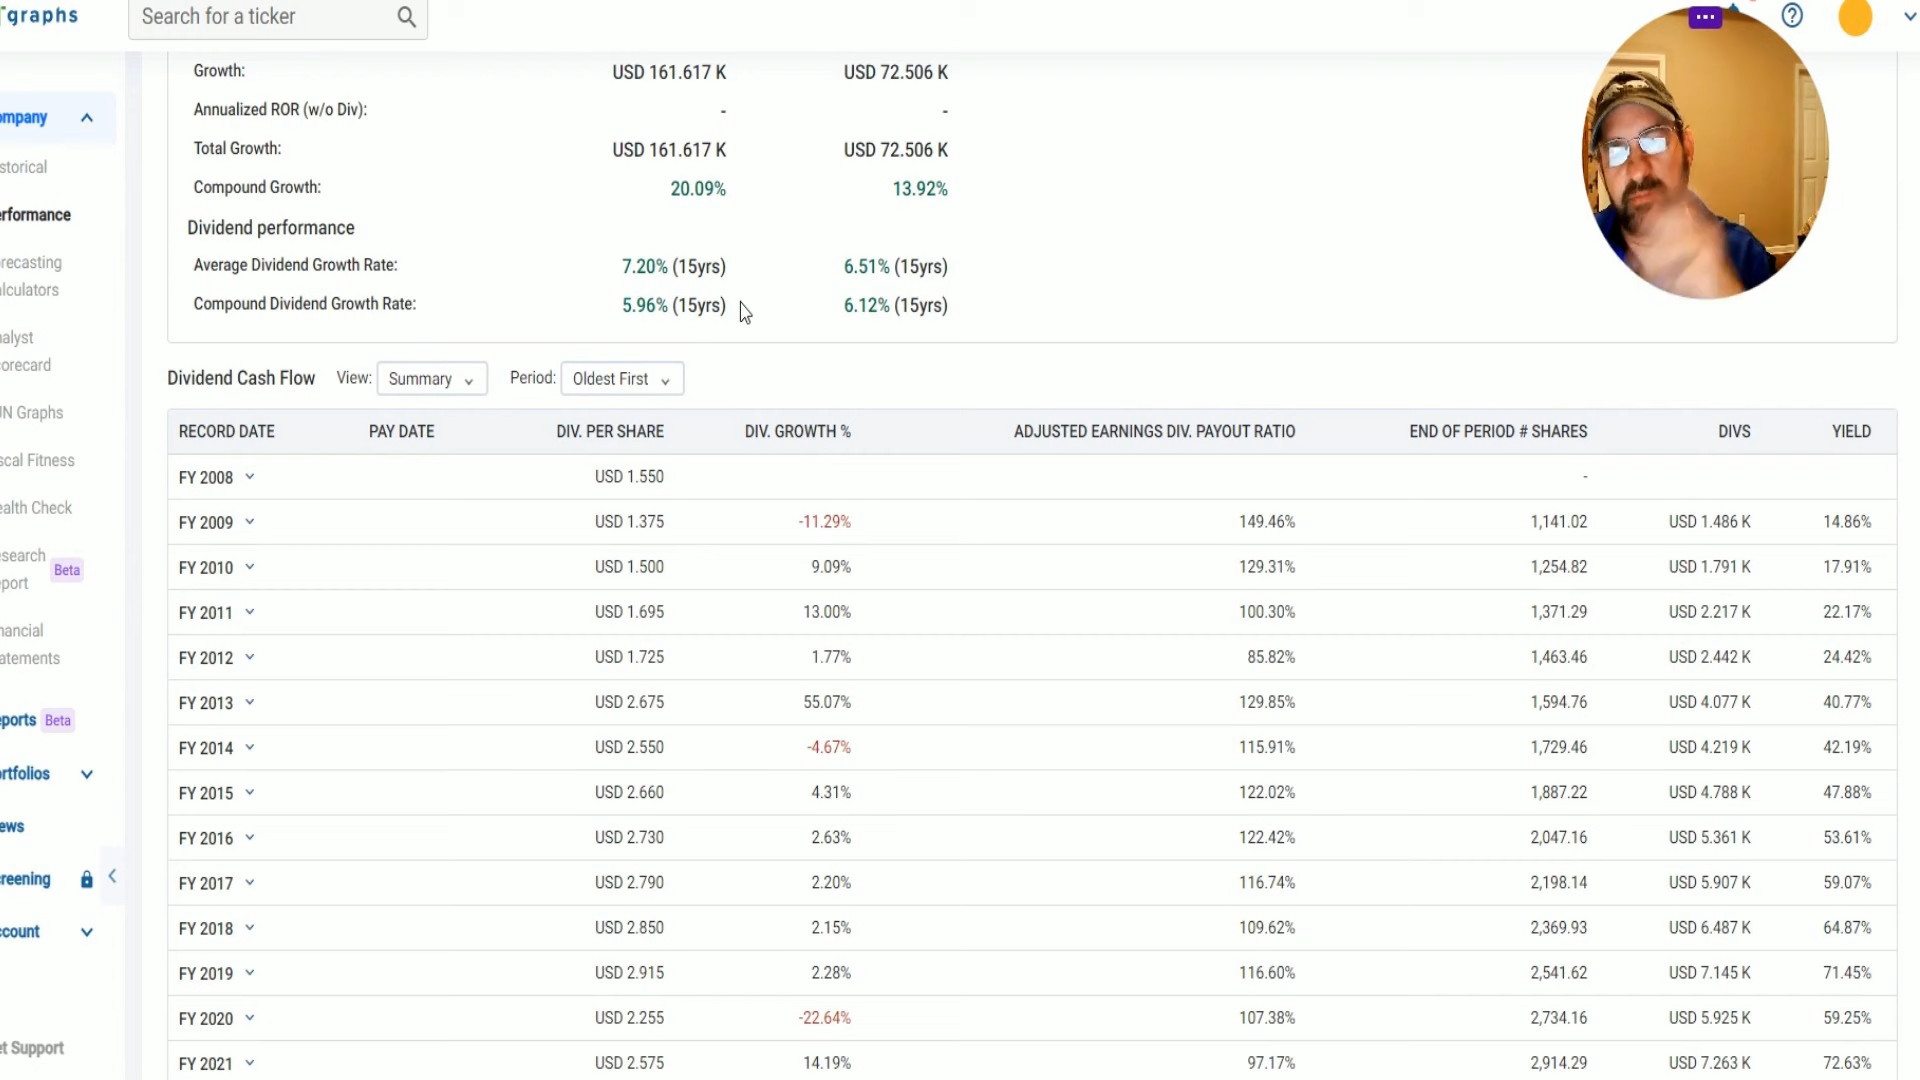 graphs
Search for a ticker
Growth: USD 161.617 K USD 72.506 K
Annualized ROR (w/o Div): - -
Total Growth: USD 161.617 K USD 72.506 K
Compound Growth: 20.09% 13.92%
Dividend performance
Average Dividend Growth Rate: 7.20% (15yrs) 6.51% (15yrs)
Compound Dividend Growth Rate: 5.96% (15yrs) 6.12% (15yrs)
ompany
istorical
erformance
recasting
alculators
nalyst
corecard
UN Graphs
scal Fitness
ealth Check
esearch
eport Beta
nancial
atements
eports Beta
ortfolios
ews
creening
ccount
et Support
Dividend Cash Flow View: Summary Period: Oldest First
RECORD DATE PAY DATE DIV. PER SHARE DIV. GROWTH % ADJUSTED EARNINGS DIV. PAYOUT RATIO END OF PERIOD # SHARES DIVS YIELD
FY 2008 USD 1.550 -
FY 2009 USD 1.375 -11.29% 149.46% 1,141.02 USD 1.486 K 14.86%
FY 2010 USD 1.500 9.09% 129.31% 1,254.82 USD 1.791 K 17.91%
FY 2011 USD 1.695 13.00% 100.30% 1,371.29 USD 2.217 K 22.17%
FY 2012 USD 1.725 1.77% 85.82% 1,463.46 USD 2.442 K 24.42%
FY 2013 USD 2.675 55.07% 129.85% 1,594.76 USD 4.077 K 40.77%
FY 2014 USD 2.550 -4.67% 115.91% 1,729.46 USD 4.219 K 42.19%
FY 2015 USD 2.660 4.31% 122.02% 1,887.22 USD 4.788 K 47.88%
FY 2016 USD 2.730 2.63% 122.42% 2,047.16 USD 5.361 K 53.61%
FY 2017 USD 2.790 2.20% 116.74% 2,198.14 USD 5.907 K 59.07%
FY 2018 USD 2.850 2.15% 109.62% 2,369.93 USD 6.487 K 64.87%
FY 2019 USD 2.915 2.28% 116.60% 2,541.62 USD 7.145 K 71.45%
FY 2020 USD 2.255 -22.64% 107.38% 2,734.16 USD 5.925 K 59.25%
FY 2021 USD 2.575 14.19% 97.17% 2,914.29 USD 7.263 K 72.63%